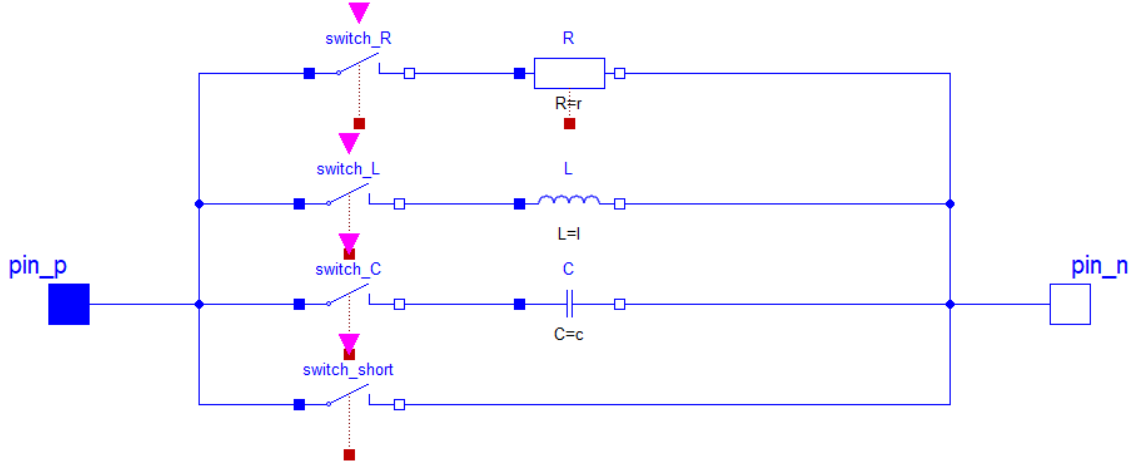 switch_R
R
R=r
switch_L
L
L=l
pin_p
switch_C
C
pin_n
C=c
switch_short